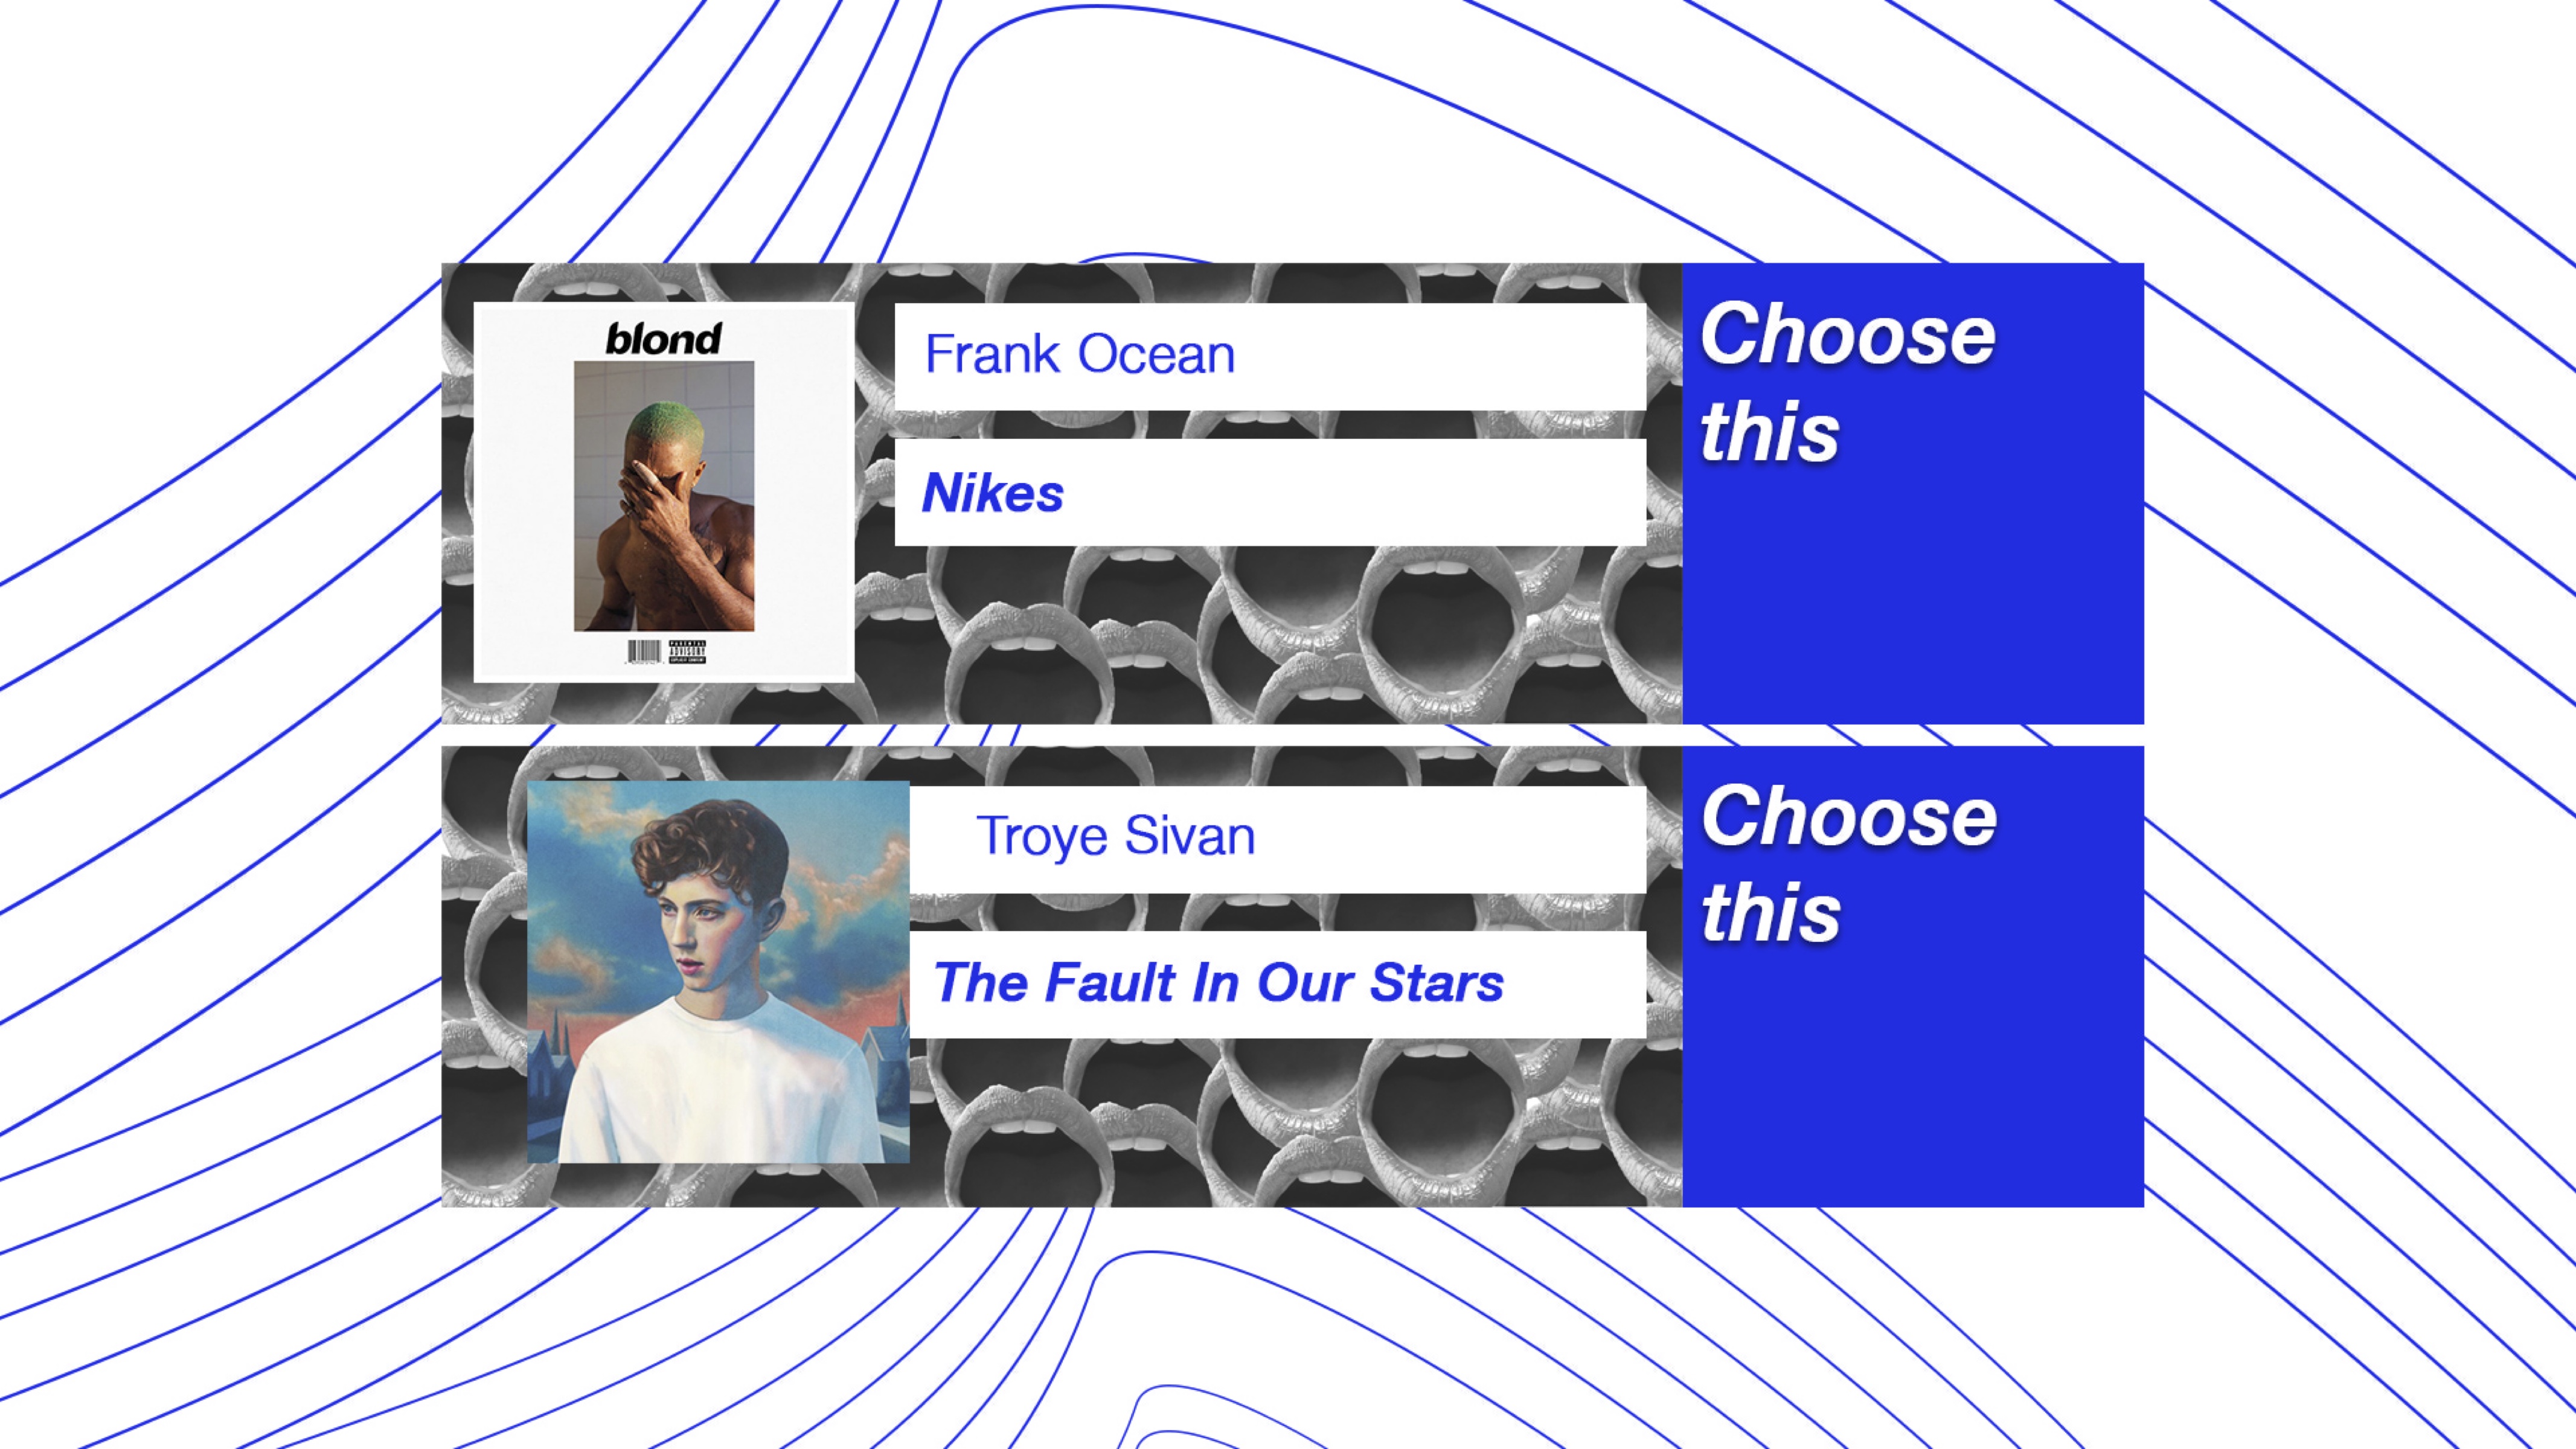 blond
PARENTAL
ADVISORY
EXPLICIT CONTENT
Frank Ocean
Nikes
Choose
this
Troye Sivan
The Fault In Our Stars
Choose
this